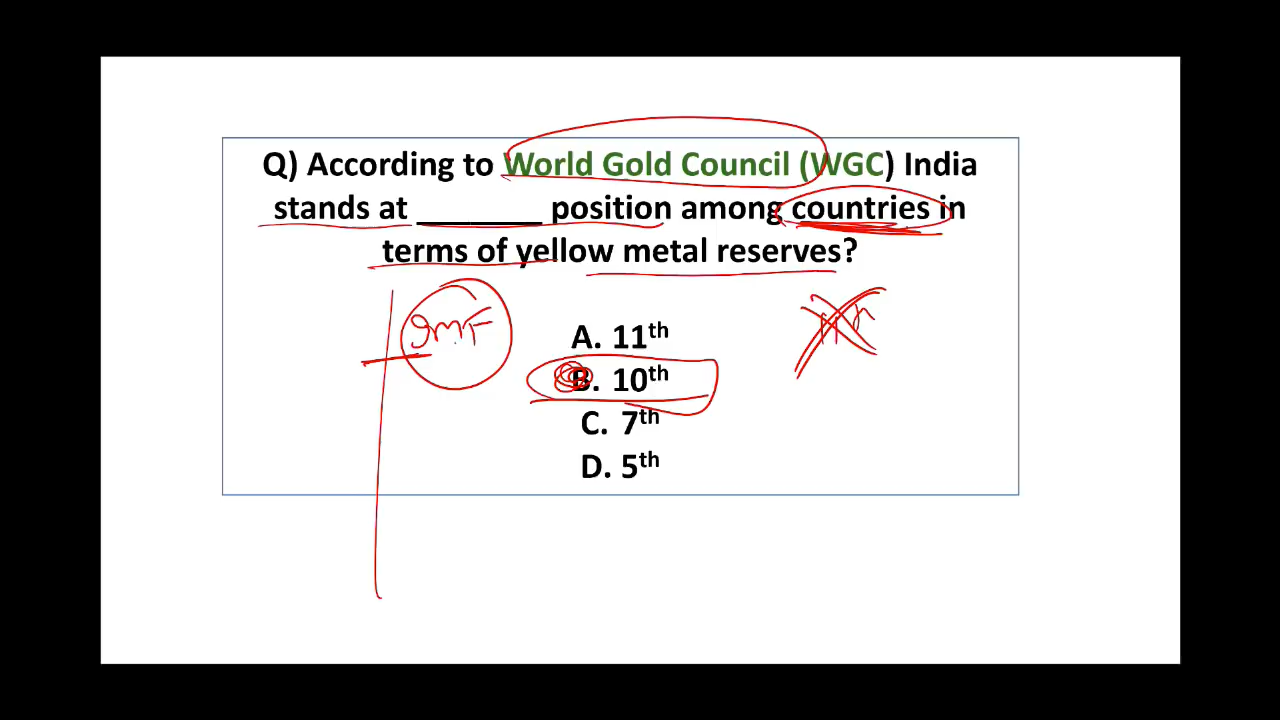 Q) According to World Gold Council (WGC) India
stands at ________ position among countries in
terms of yellow metal reserves?
IMF
A. 11th
B. 10th
C. 7th
D. 5th